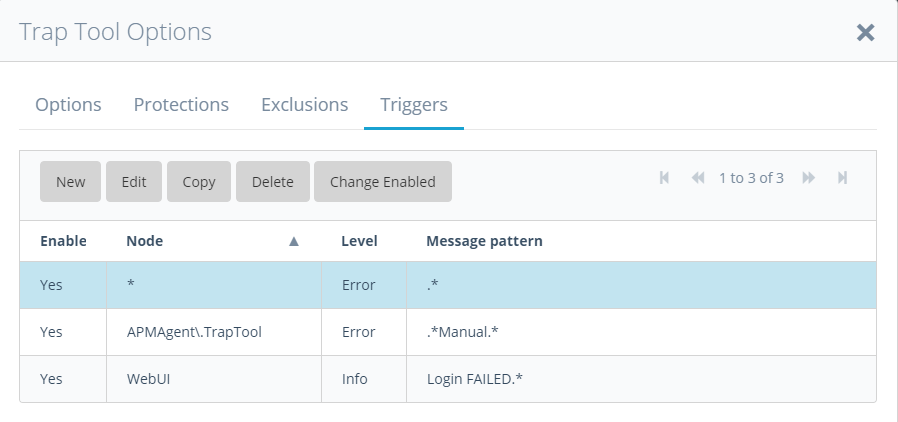 Trap Tool Options
Options Protections Exclusions Triggers
New Edit Copy Delete Change Enabled 1 to 3 of 3
Enable Node ▲ Level Message pattern
Yes * Error .*
Yes APMAgent\.TrapTool Error .*Manual.*
Yes WebUI Info Login FAILED.*